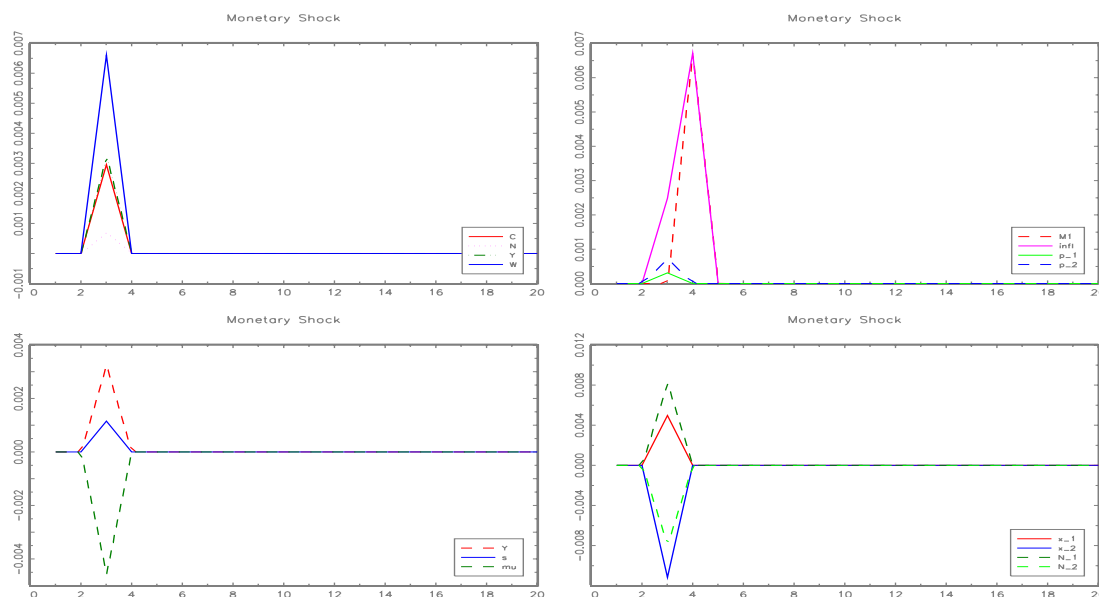 Monetary Shock
0.007
0.006
0.005
0.004
0.003
0.002
0.001
−0.001
C
N
Y
W
0 2 4 6 8 10 12 14 16 18 20
Monetary Shock
0.007
0.006
0.005
0.004
0.003
0.002
0.001
0.000
M1
infl
p_1
p_2
0 2 4 6 8 10 12 14 16 18 20
Monetary Shock
0.004
0.002
0.000
−0.002
−0.004
Y
s
mu
0 2 4 6 8 10 12 14 16 18 20
Monetary Shock
0.012
0.008
0.004
0.000
−0.004
−0.008
x_1
x_2
N_1
N_2
0 2 4 6 8 10 12 14 16 18 20